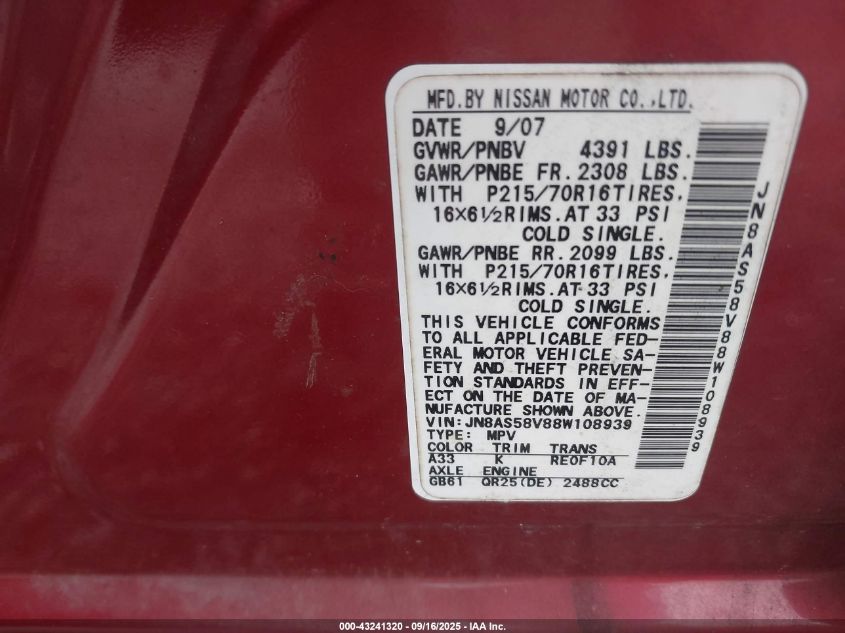 MFD.BY NISSAN MOTOR CO.,LTD.
DATE 9/07
GVWR/PNBV 4391 LBS.
GAWR/PNBE FR. 2308 LBS.
WITH P215/70R16TIRES,
16X6½RIMS.AT 33 PSI
COLD SINGLE.
GAWR/PNBE RR. 2099 LBS.
WITH P215/70R16TIRES,
16X6½RIMS.AT 33 PSI
COLD SINGLE.
THIS VEHICLE CONFORMS
TO ALL APPLICABLE FED-
ERAL MOTOR VEHICLE SA-
FETY AND THEFT PREVEN-
TION STANDARDS IN EFF-
ECT ON THE DATE OF MA-
NUFACTURE SHOWN ABOVE.
VIN:JN8AS58V88W108939
TYPE: MPV
COLOR TRIM TRANS
A33 K RE0F10A
AXLE ENGINE
GB61 QR25(DE) 2488CC
JN8AS58V88W108939
000-43241320 - 09/16/2025 - IAA Inc.